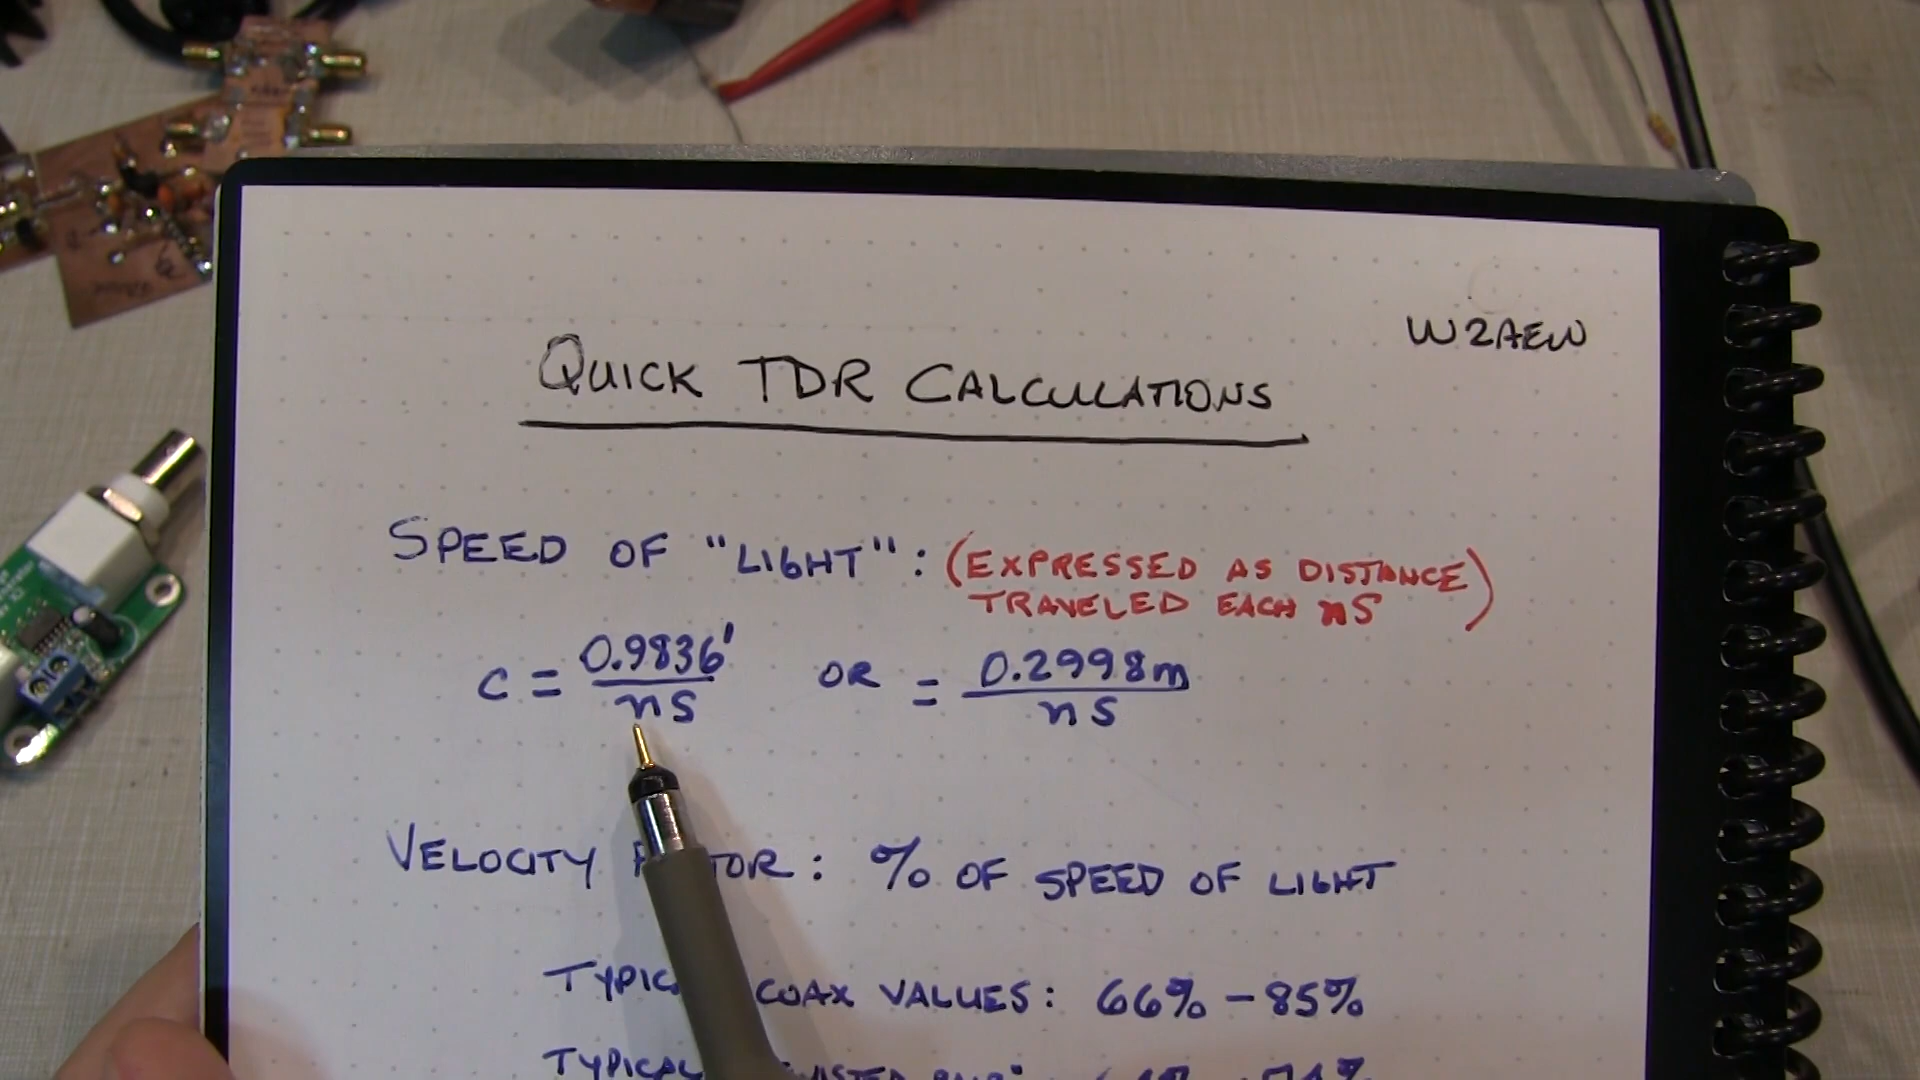 W2AEW
QUICK TDR CALCULATIONS
SPEED OF "LIGHT": (EXPRESSED AS DISTANCE
TRAVELED EACH nS)
C = 0.9836' / nS OR = 0.2998m / nS
VELOCITY : % OF SPEED OF LIGHT
COAX VALUES: 66% - 85%
TYPICAL